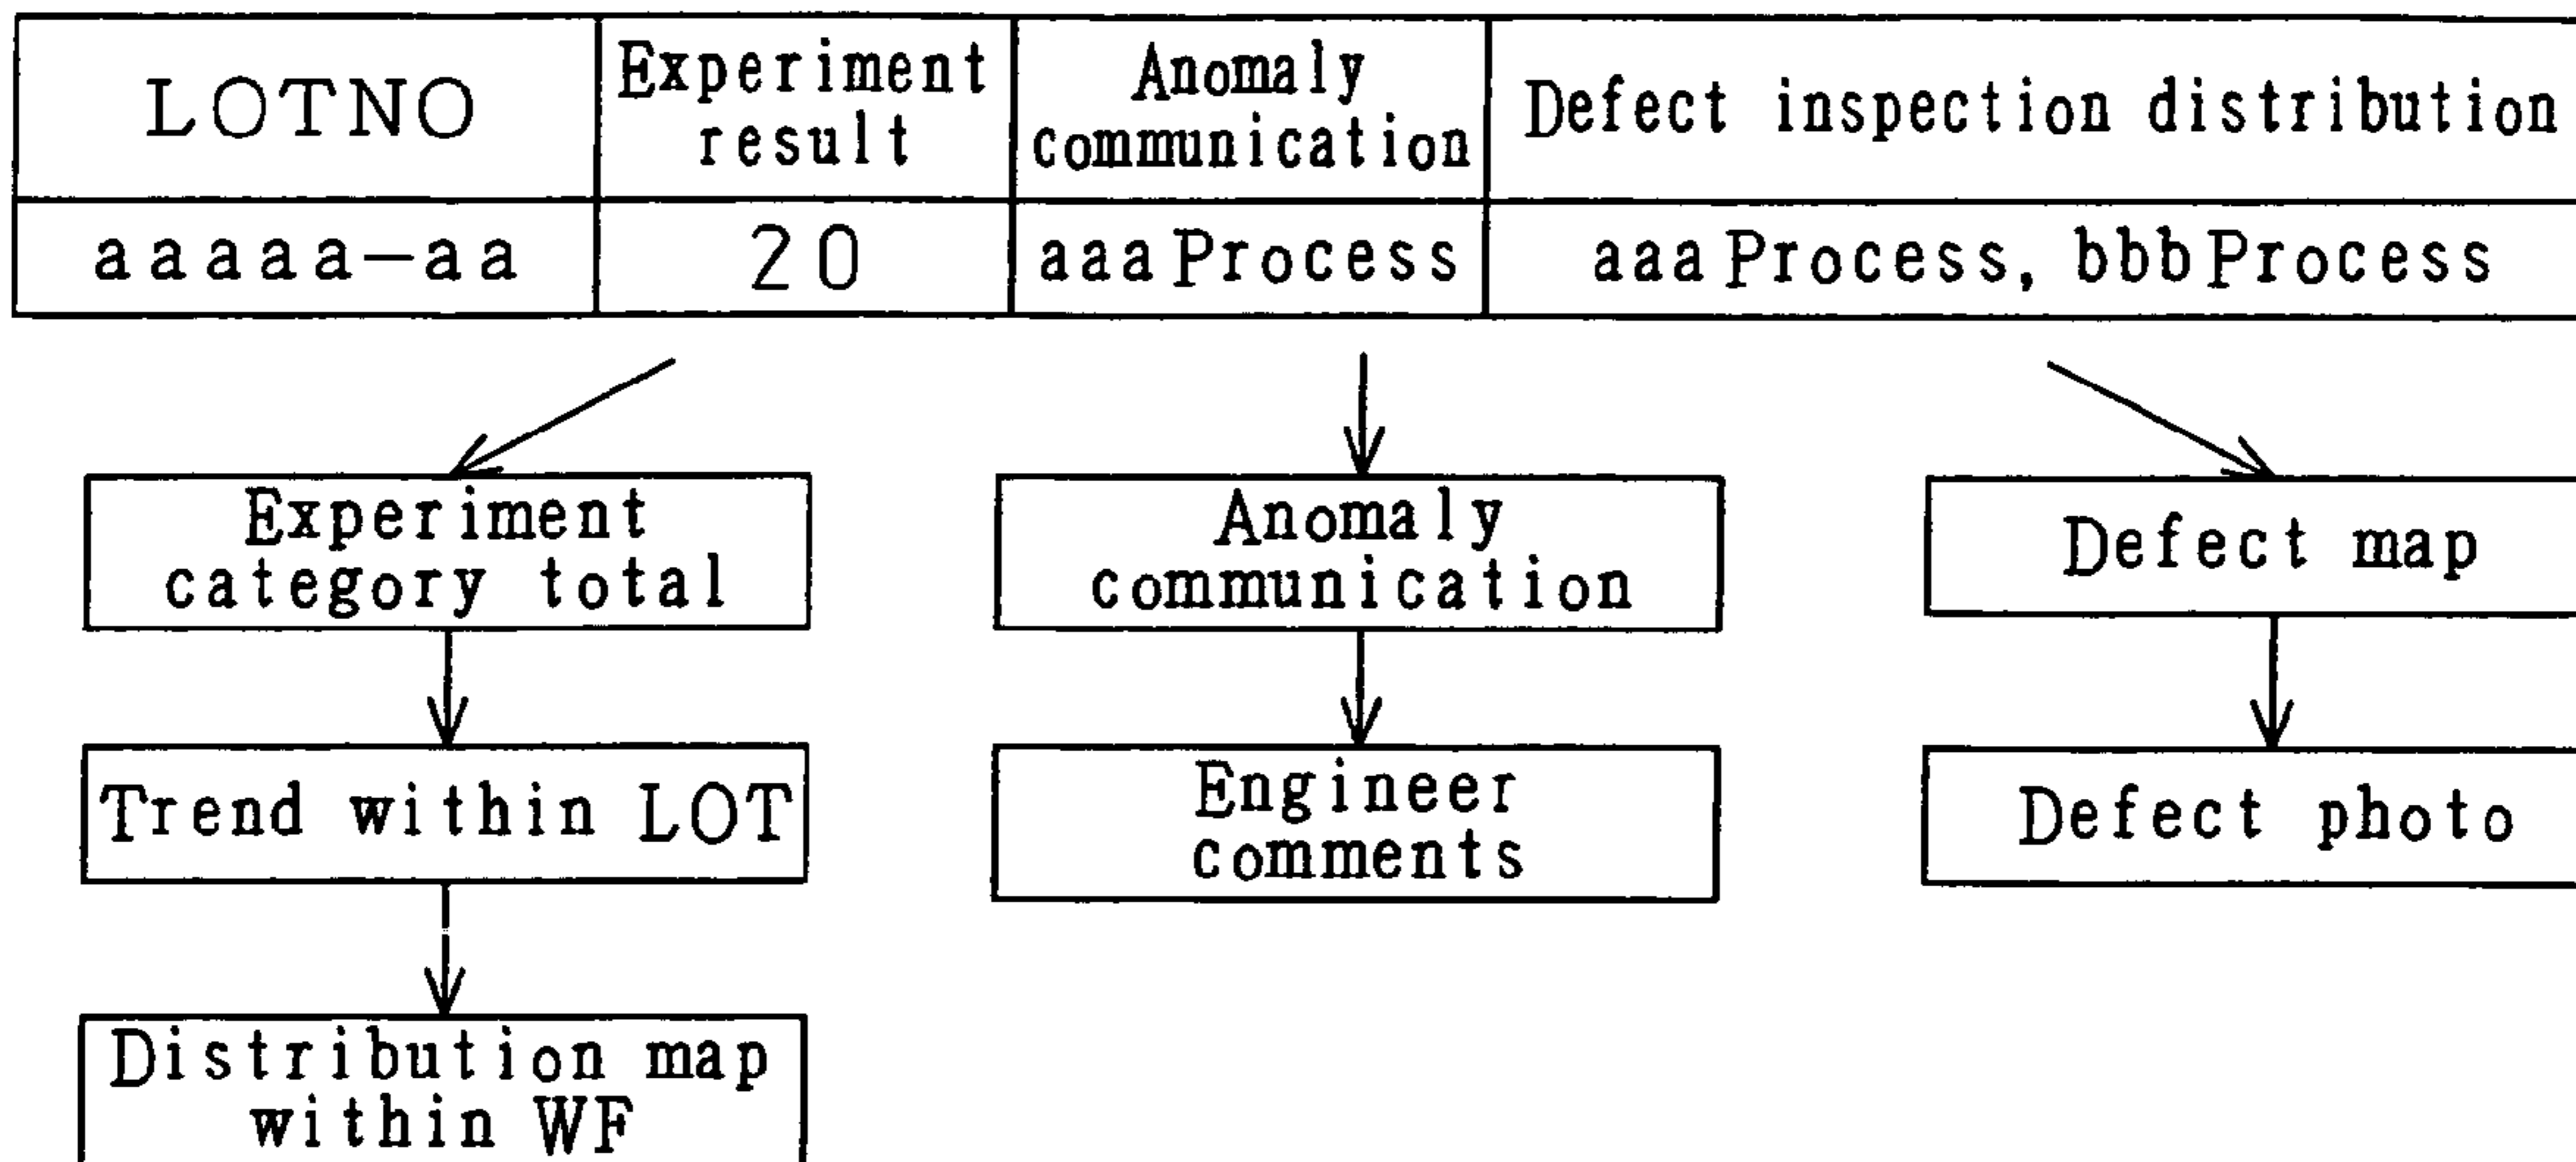 LOTNO
Experiment
result
Anomaly
communication
Defect inspection distribution
aaaaa-aa
20
aaaProcess
aaaProcess, bbbProcess
Experiment
category total
Anomaly
communication
Defect map
Trend within LOT
Engineer
comments
Defect photo
Distribution map
within WF